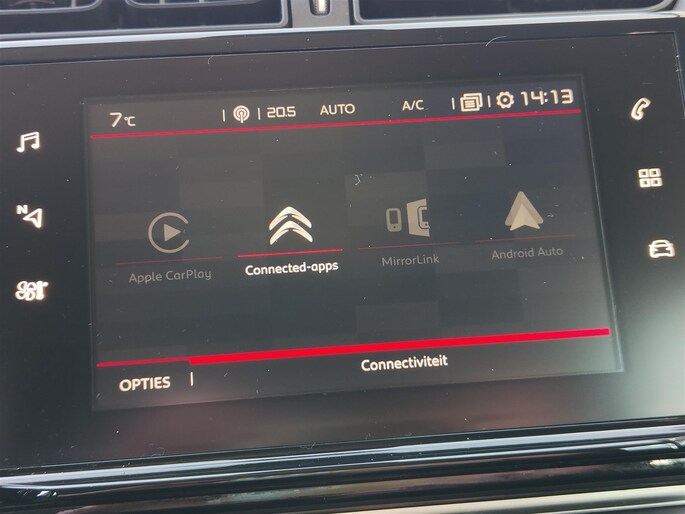 7°C 20.5 AUTO A/C 14:13
N
Apple CarPlay Connected-apps MirrorLink Android Auto
OPTIES Connectiviteit